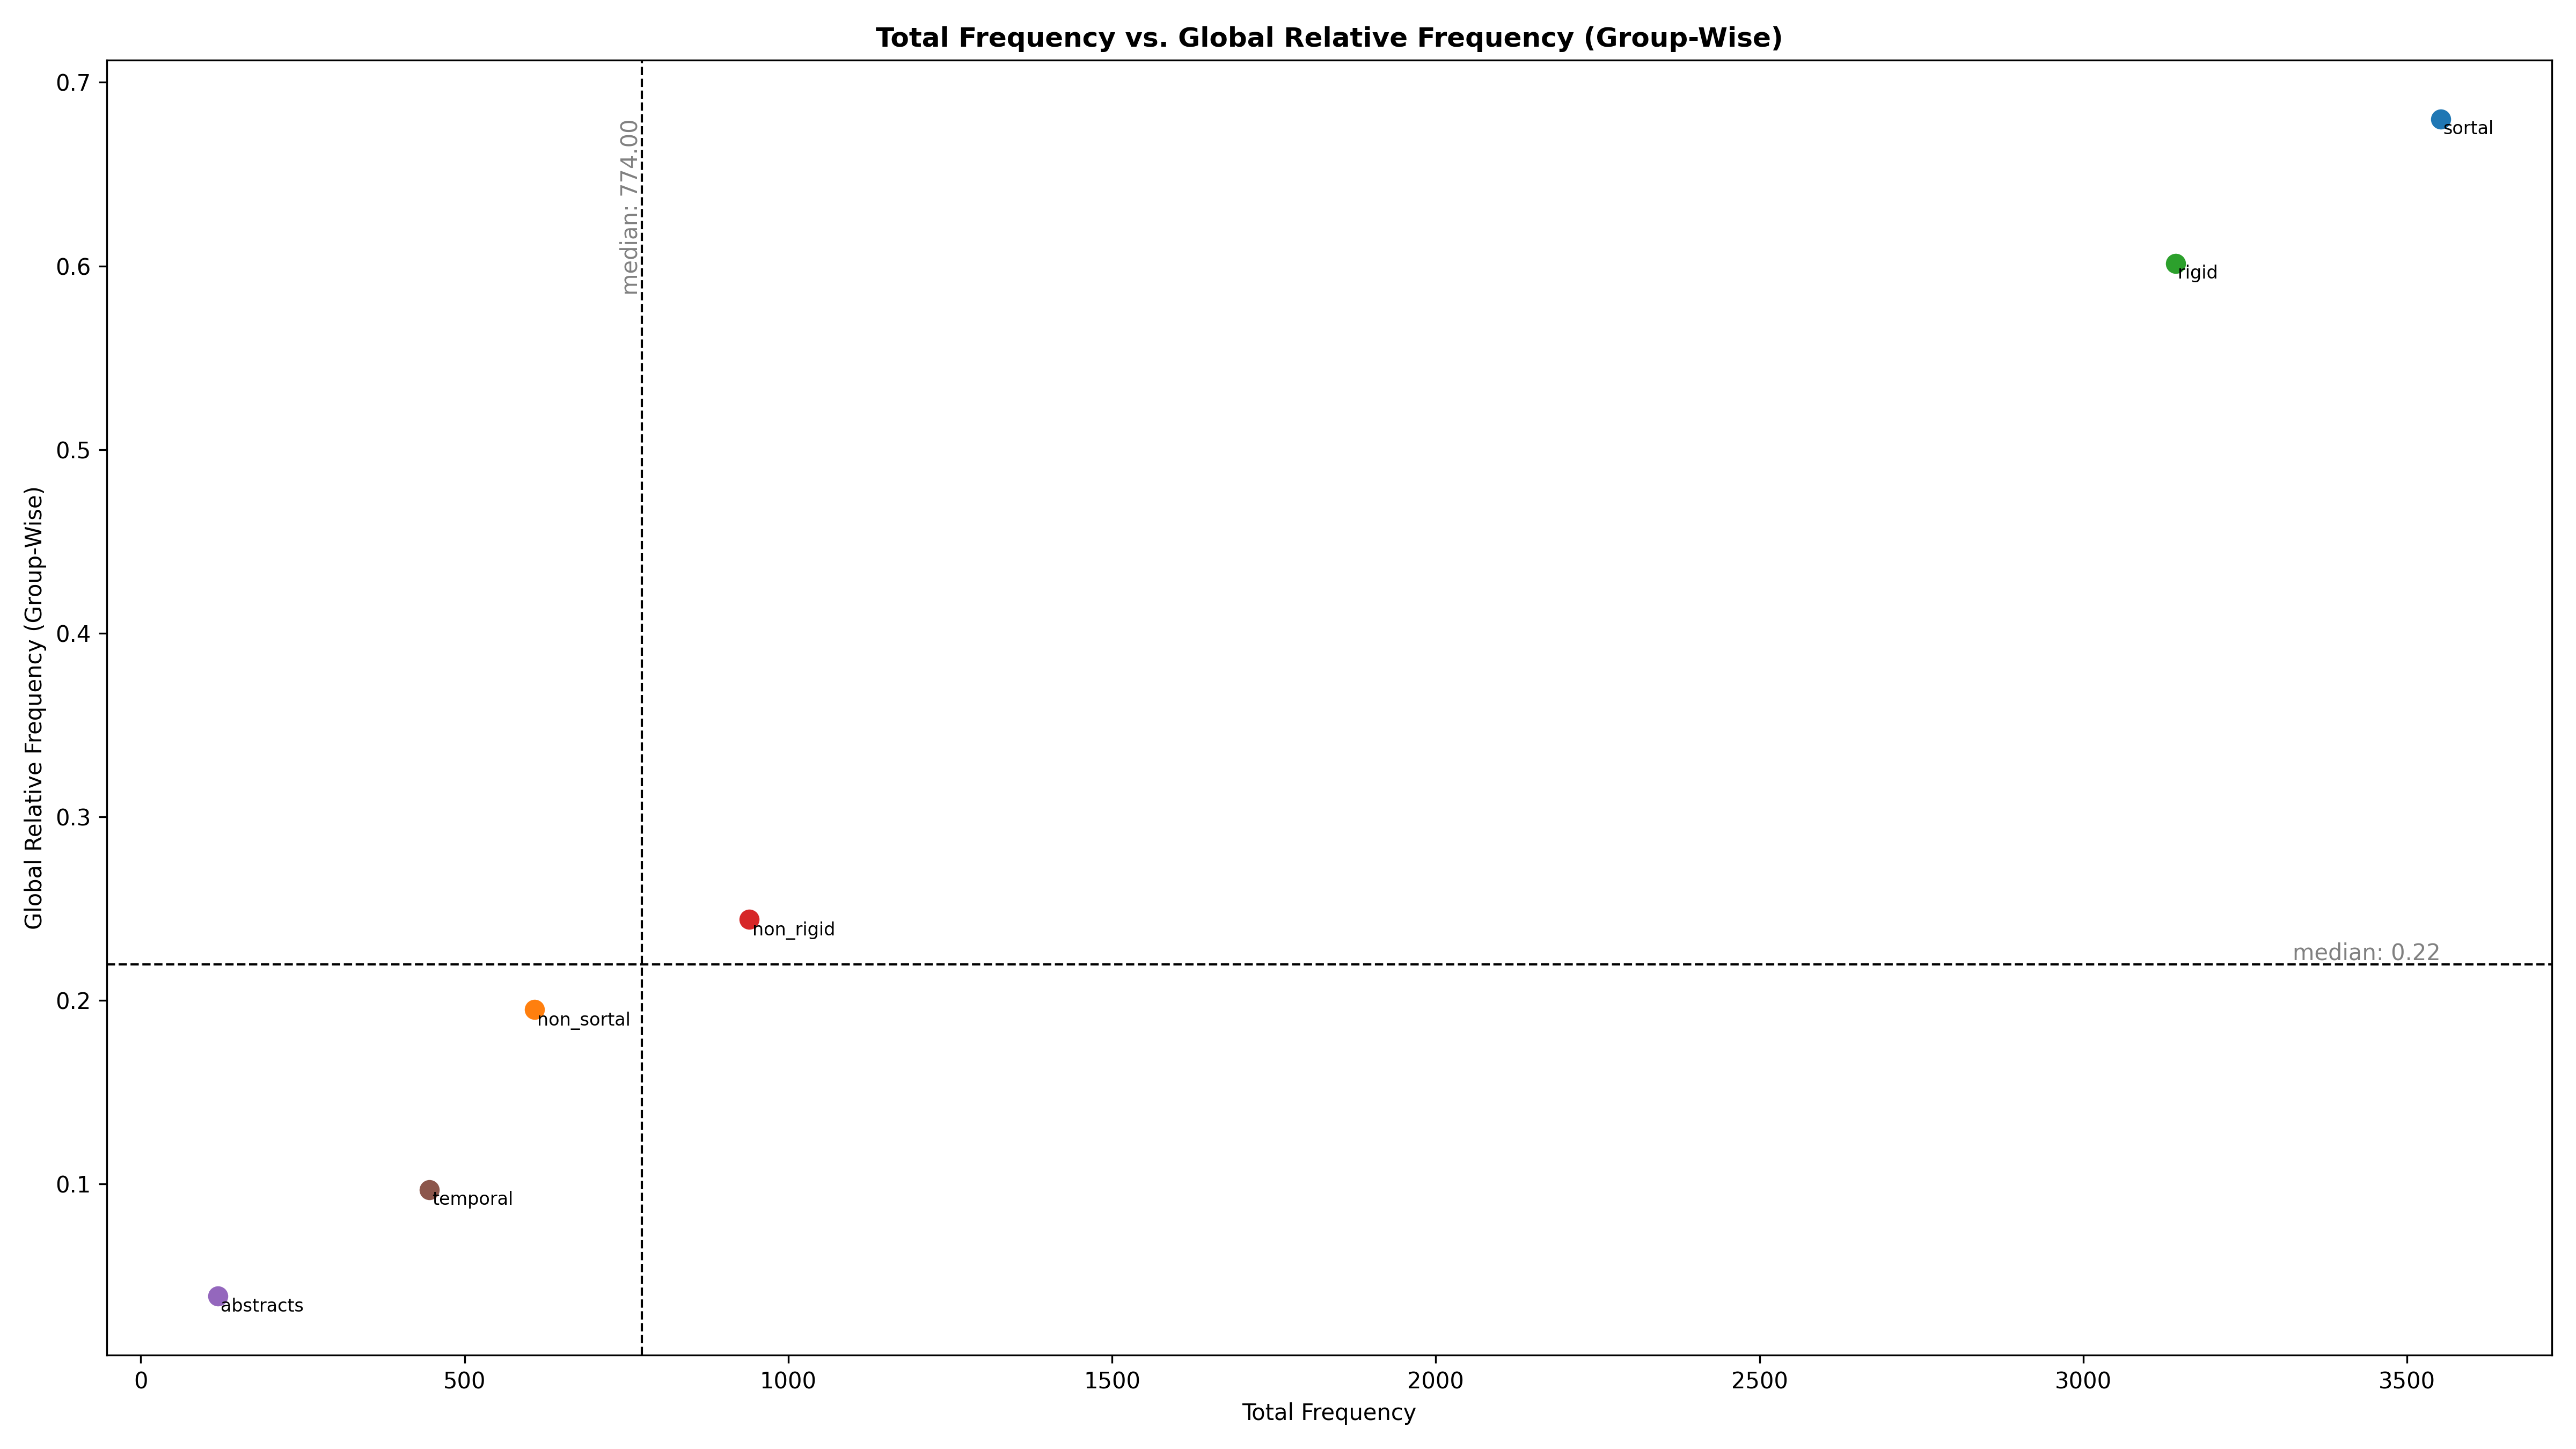 Total Frequency vs. Global Relative Frequency (Group-Wise)
Global Relative Frequency (Group-Wise)
0.7
0.6
0.5
0.4
0.3
0.2
0.1
median: 774.00
sortal
rigid
non_rigid
median: 0.22
non_sortal
temporal
abstracts
0 500 1000 1500 2000 2500 3000 3500
Total Frequency